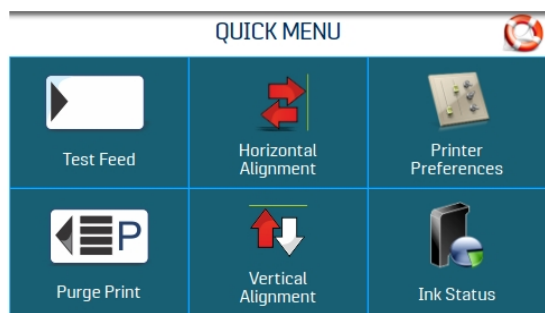 QUICK MENU
Test Feed
Horizontal
Alignment
Printer
Preferences
P
Purge Print
Vertical
Alignment
Ink Status